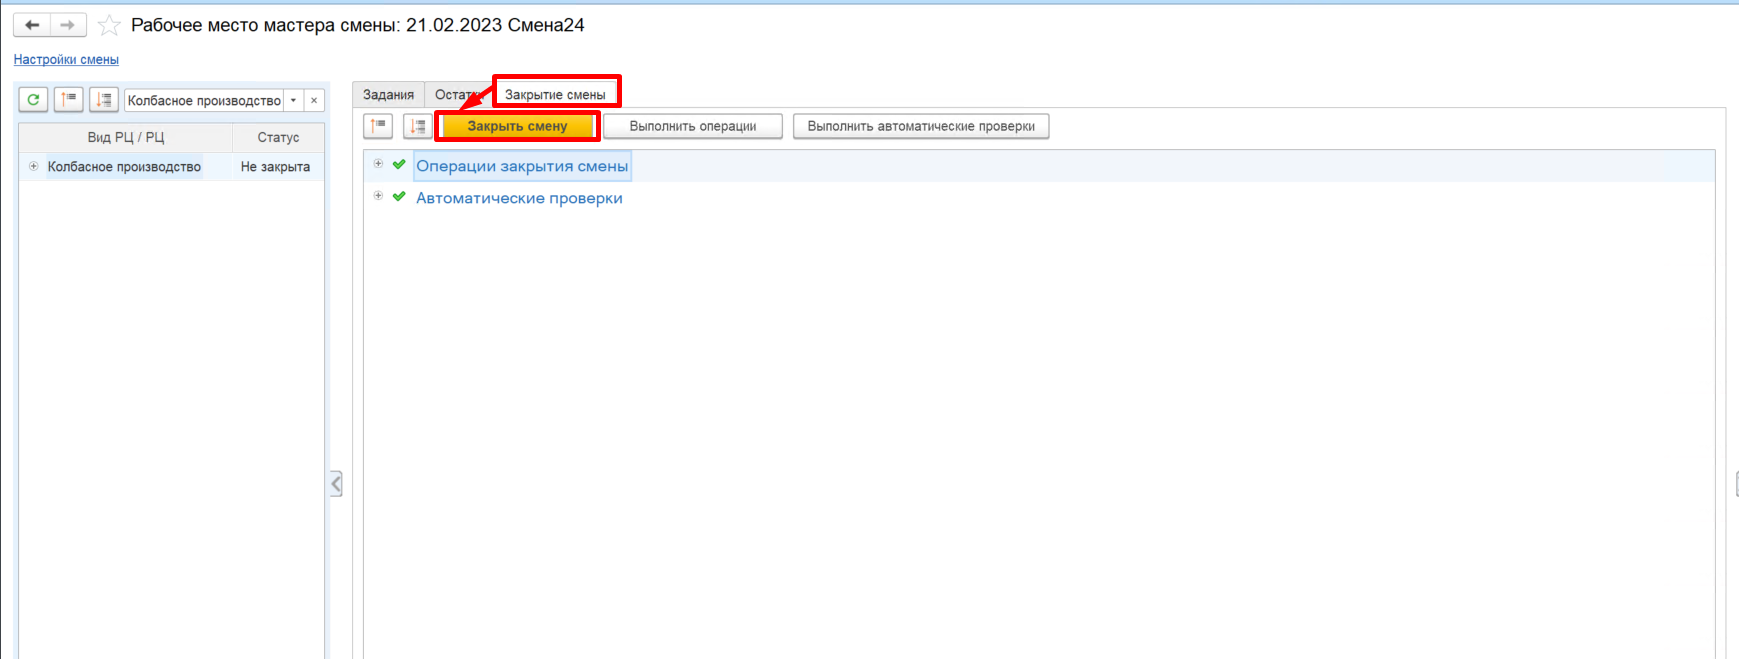 Рабочее место мастера смены: 21.02.2023 Смена24
Настройки смены
Колбасное производство
Вид РЦ / РЦ Статус
Колбасное производство Не закрыта
Задания Закрытие смены
Закрыть смену Выполнить операции Выполнить автоматические проверки
Операции закрытия смены
Автоматические проверки